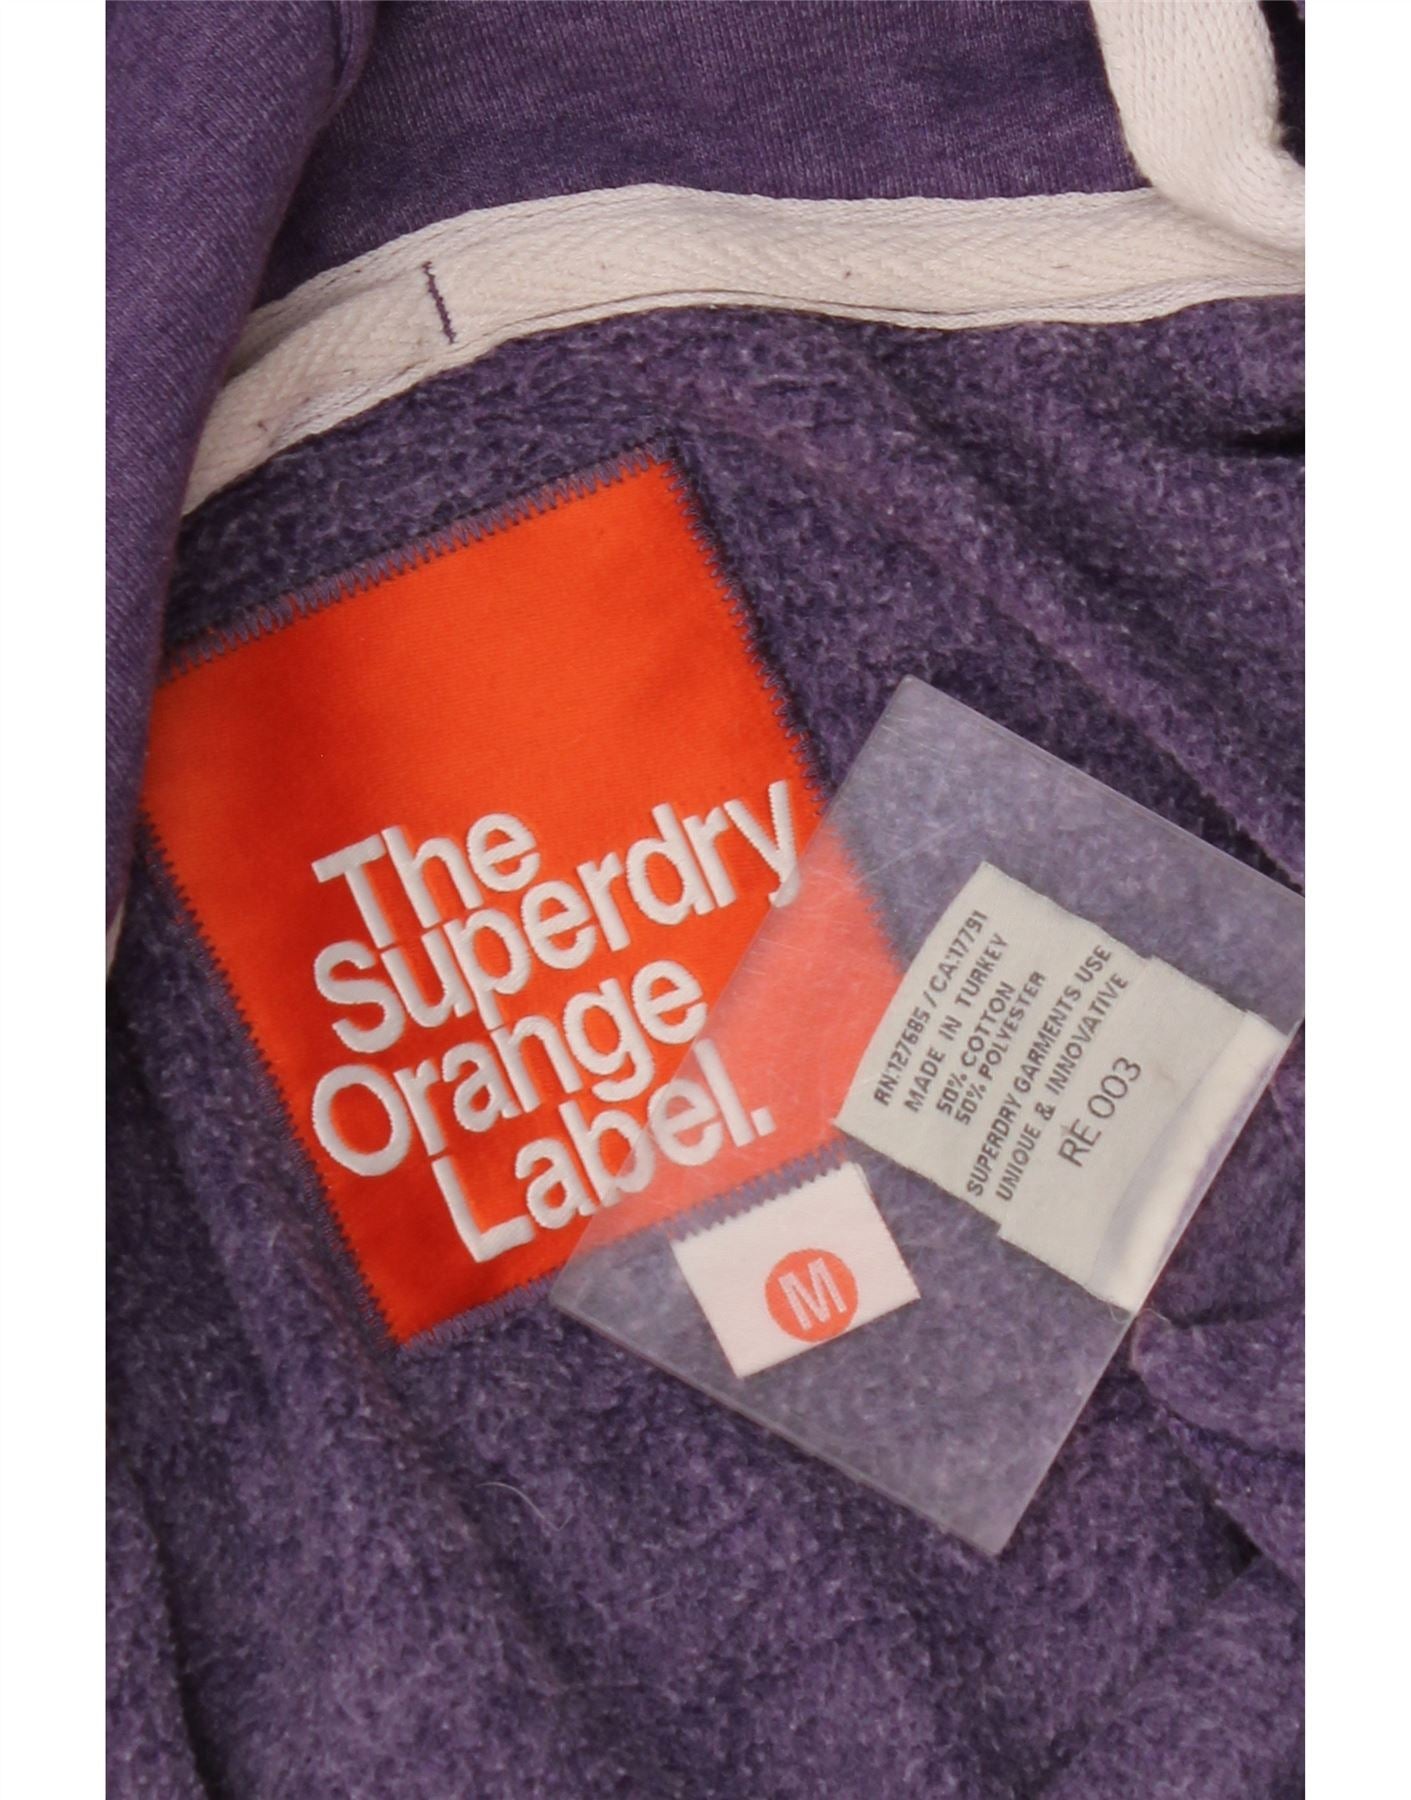 The
Superdry
Orange
Label.
M
RN:127685 / CA:17791
MADE IN TURKEY
50% COTTON
50% POLYESTER
SUPERDRY GARMENTS USE
UNIQUE & INNOVATIVE
RE 003